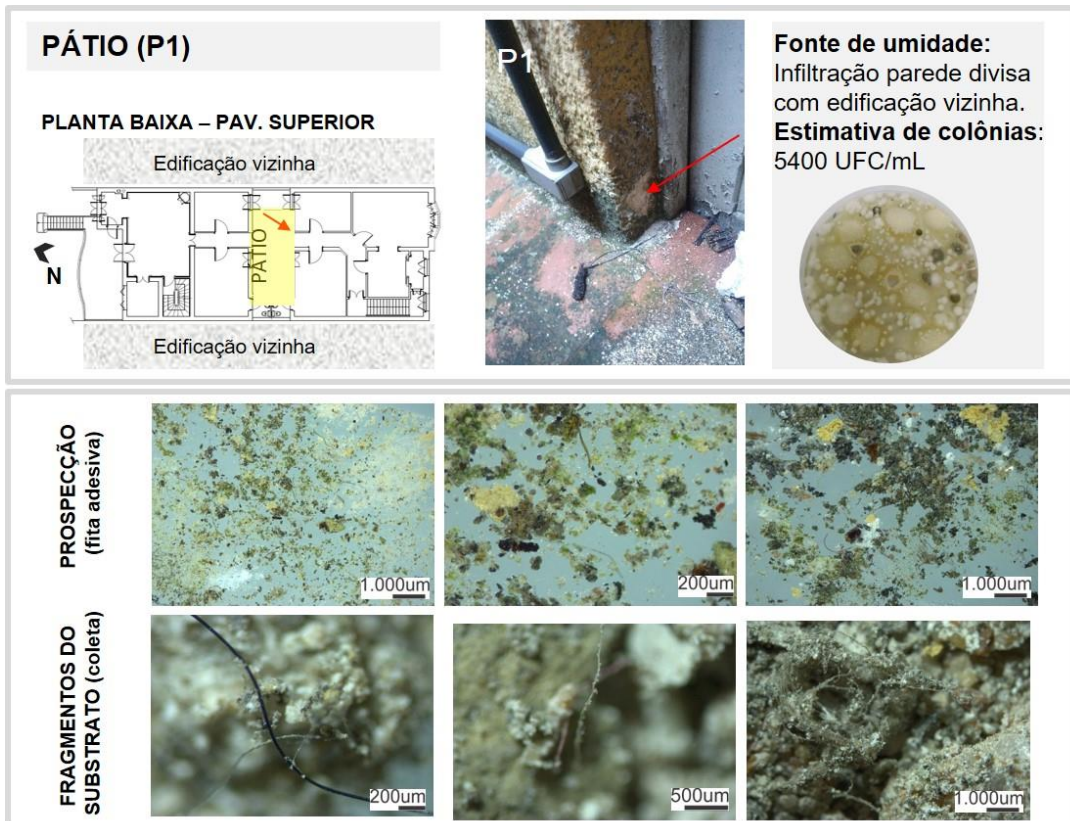 PÁTIO (P1)
PLANTA BAIXA – PAV. SUPERIOR
Edificação vizinha
PÁTIO
N
Edificação vizinha
P1
Fonte de umidade:
Infiltração parede divisa
com edificação vizinha.
Estimativa de colônias:
5400 UFC/mL
PROSPECÇÃO
(fita adesiva)
1.000um
200um
1.000um
FRAGMENTOS DO
SUBSTRATO (coleta)
200um
500um
1.000um